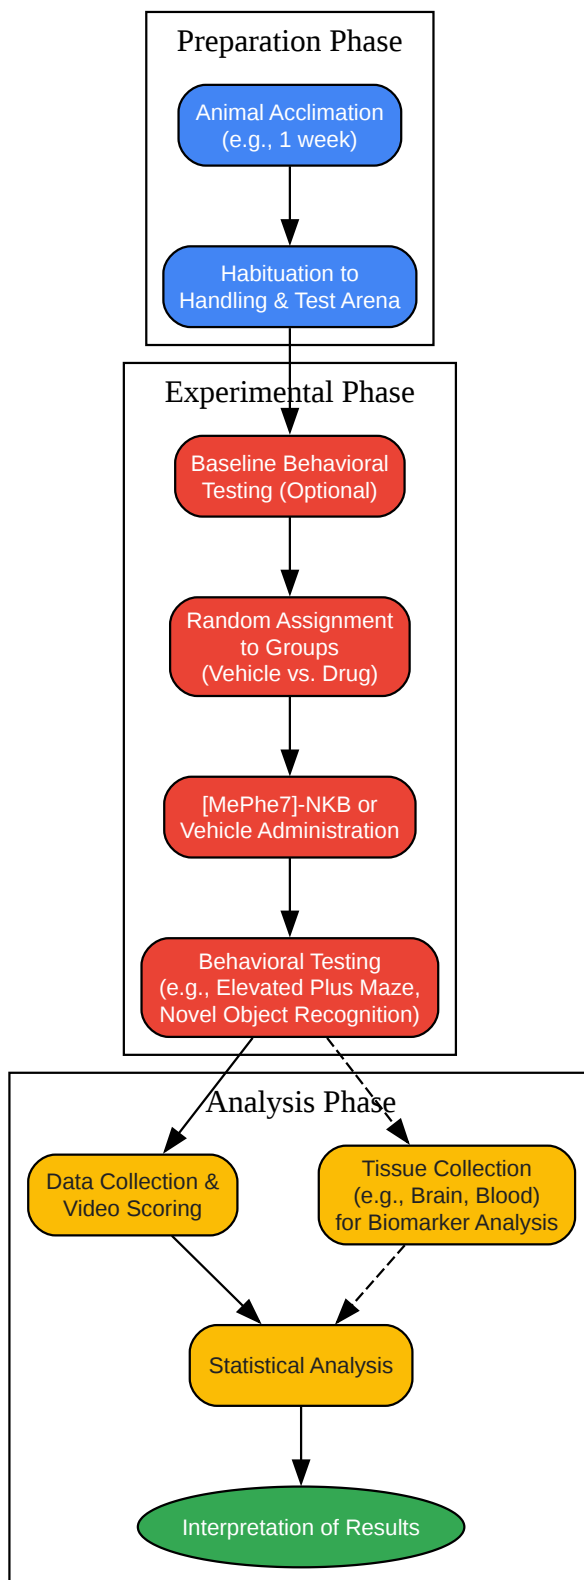 Preparation Phase
Animal Acclimation
(e.g., 1 week)
Habituation to
Handling & Test Arena
Experimental Phase
Baseline Behavioral
Testing (Optional)
Random Assignment
to Groups
(Vehicle vs. Drug)
[MePhe7]-NKB or
Vehicle Administration
Behavioral Testing
(e.g., Elevated Plus Maze,
Novel Object Recognition)
Analysis Phase
Data Collection &
Video Scoring
Tissue Collection
(e.g., Brain, Blood)
for Biomarker Analysis
Statistical Analysis
Interpretation of Results